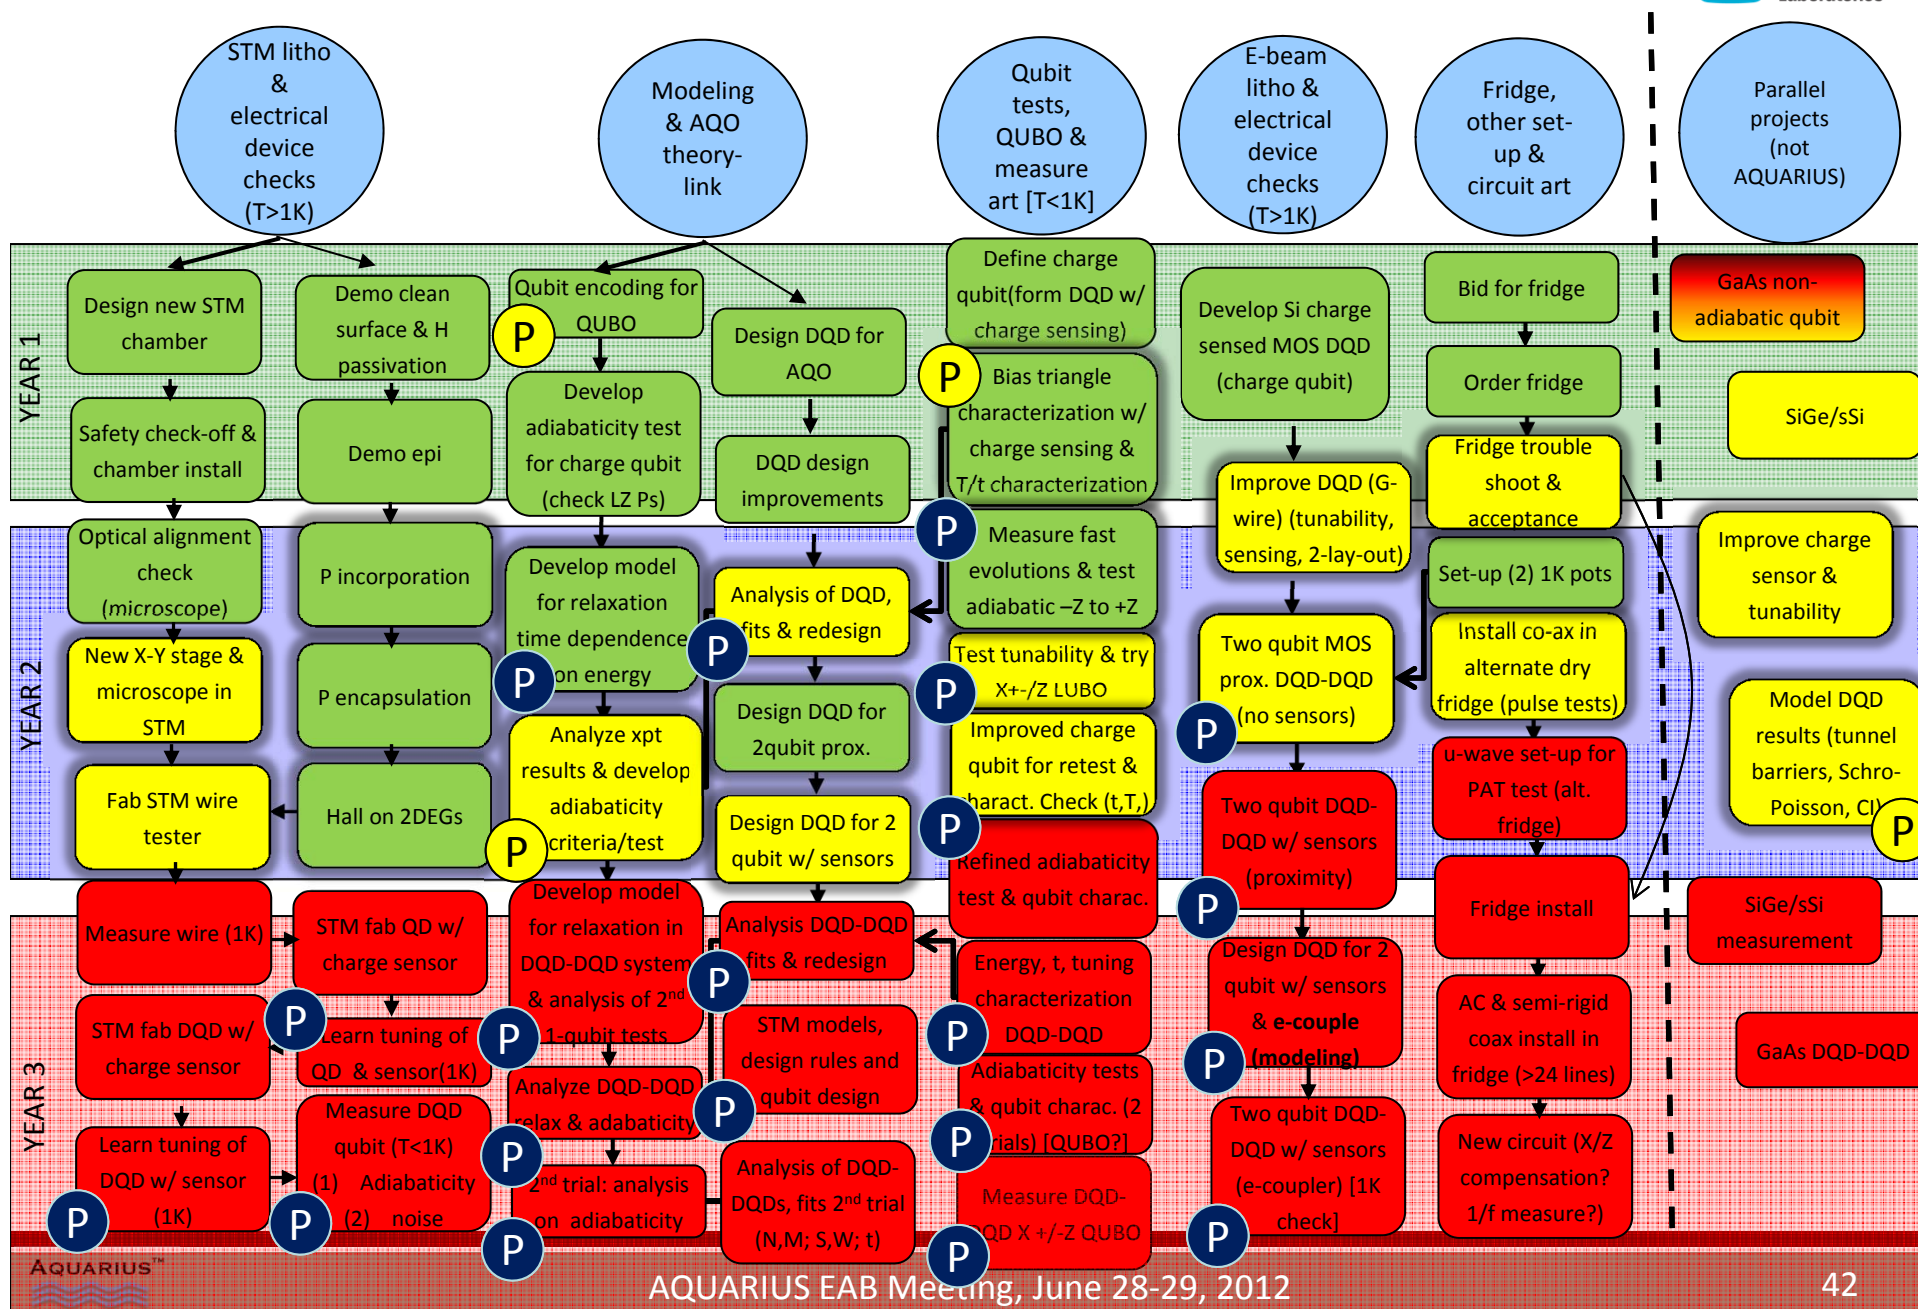 STM litho
&
electrical
device
checks
(T>1K)
Modeling
& AQO
theory-
link
Qubit
tests,
QUBO &
measure
art [T<1K]
E-beam
litho &
electrical
device
checks
(T>1K)
Fridge,
other set-
up &
circuit art
Parallel
projects
(not
AQUARIUS)
YEAR 1
Design new STM
chamber
Safety check-off &
chamber install
Demo clean
surface & H
passivation
Demo epi
Qubit encoding for
QUBO
P
Develop
adiabaticity test
for charge qubit
(check LZ Ps)
Design DQD for
AQO
DQD design
improvements
Define charge
qubit(form DQD w/
charge sensing)
P
Bias triangle
characterization w/
charge sensing &
T/t characterization
Develop Si charge
sensed MOS DQD
(charge qubit)
Improve DQD (G-
wire) (tunability,
sensing, 2-lay-out)
Bid for fridge
Order fridge
Fridge trouble
shoot &
acceptance
GaAs non-
adiabatic qubit
SiGe/sSi
YEAR 2
Optical alignment
check
(microscope)
New X-Y stage &
microscope in
STM
Fab STM wire
tester
P incorporation
P encapsulation
Hall on 2DEGs
Develop model
for relaxation
time dependence
on energy
P
Analyze xpt
results & develop
adiabaticity
criteria/test
P
Analysis of DQD,
fits & redesign
P
Design DQD for
2qubit prox.
Design DQD for 2
qubit w/ sensors
P
Measure fast
evolutions & test
adiabatic –Z to +Z
Test tunability & try
X+-/Z LUBO
P
Improved charge
qubit for retest &
charact. Check (t,T,)
P
Refined adiabaticity
test & qubit charac.
Two qubit MOS
prox. DQD-DQD
(no sensors)
P
Two qubit DQD-
DQD w/ sensors
(proximity)
P
Set-up (2) 1K pots
Install co-ax in
alternate dry
fridge (pulse tests)
u-wave set-up for
PAT test (alt.
fridge)
Fridge install
Improve charge
sensor &
tunability
Model DQD
results (tunnel
barriers, Schro-
Poisson, CI)
P
YEAR 3
Measure wire (1K)
STM fab QD w/
charge sensor
STM fab DQD w/
charge sensor
P
Learn tuning of
QD & sensor(1K)
Learn tuning of
DQD w/ sensor
(1K)
P
Measure DQD
qubit (T<1K)
(1) Adiabaticity
(2) noise
P
Develop model
for relaxation in
DQD-DQD system
& analysis of 2nd
1-qubit tests
P
Analyze DQD-DQD
relax & adabaticity
P
2nd trial: analysis
on adiabaticity
P
Analysis DQD-DQD
fits & redesign
P
STM models,
design rules and
qubit design
P
Analysis of DQD-
DQDs, fits 2nd trial
(N,M; S,W; t)
Energy, t, tuning
characterization
DQD-DQD
P
Adiabaticity tests
& qubit charac. (2
trials) [QUBO?]
P
Measure DQD-
DQD X +/-Z QUBO
P
Design DQD for 2
qubit w/ sensors
& e-couple
(modeling)
P
Two qubit DQD-
DQD w/ sensors
(e-coupler) [1K
check]
P
AC & semi-rigid
coax install in
fridge (>24 lines)
New circuit (X/Z
compensation?
1/f measure?)
SiGe/sSi
measurement
GaAs DQD-DQD
AQUARIUS™
AQUARIUS EAB Meeting, June 28-29, 2012
42